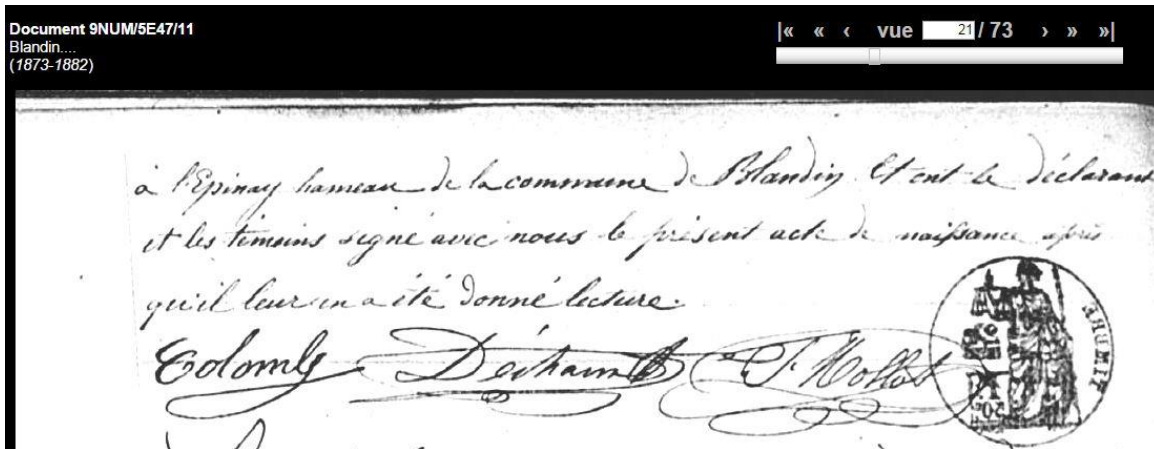 Document 9NUM/5E47/11
Blandin....
(1873-1882)
|« « ‹ vue 21 / 73 › » »|
à l'Epinay hameau de la commune de Blandin Et ont le déclarant
et les témoins signé avec nous le présent acte de naissance après
qu'il leur en a été donné lecture.
Colomb